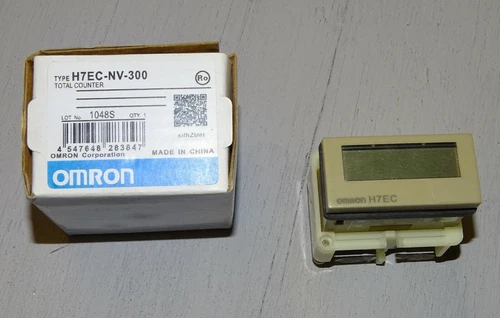 TYPE H7EC-NV-300
TOTAL COUNTER
Ro
LOT No. 1048S QTY. 1
4 547648 283847
OMRON Corporation
MADE IN CHINA
OMRON
omron H7EC